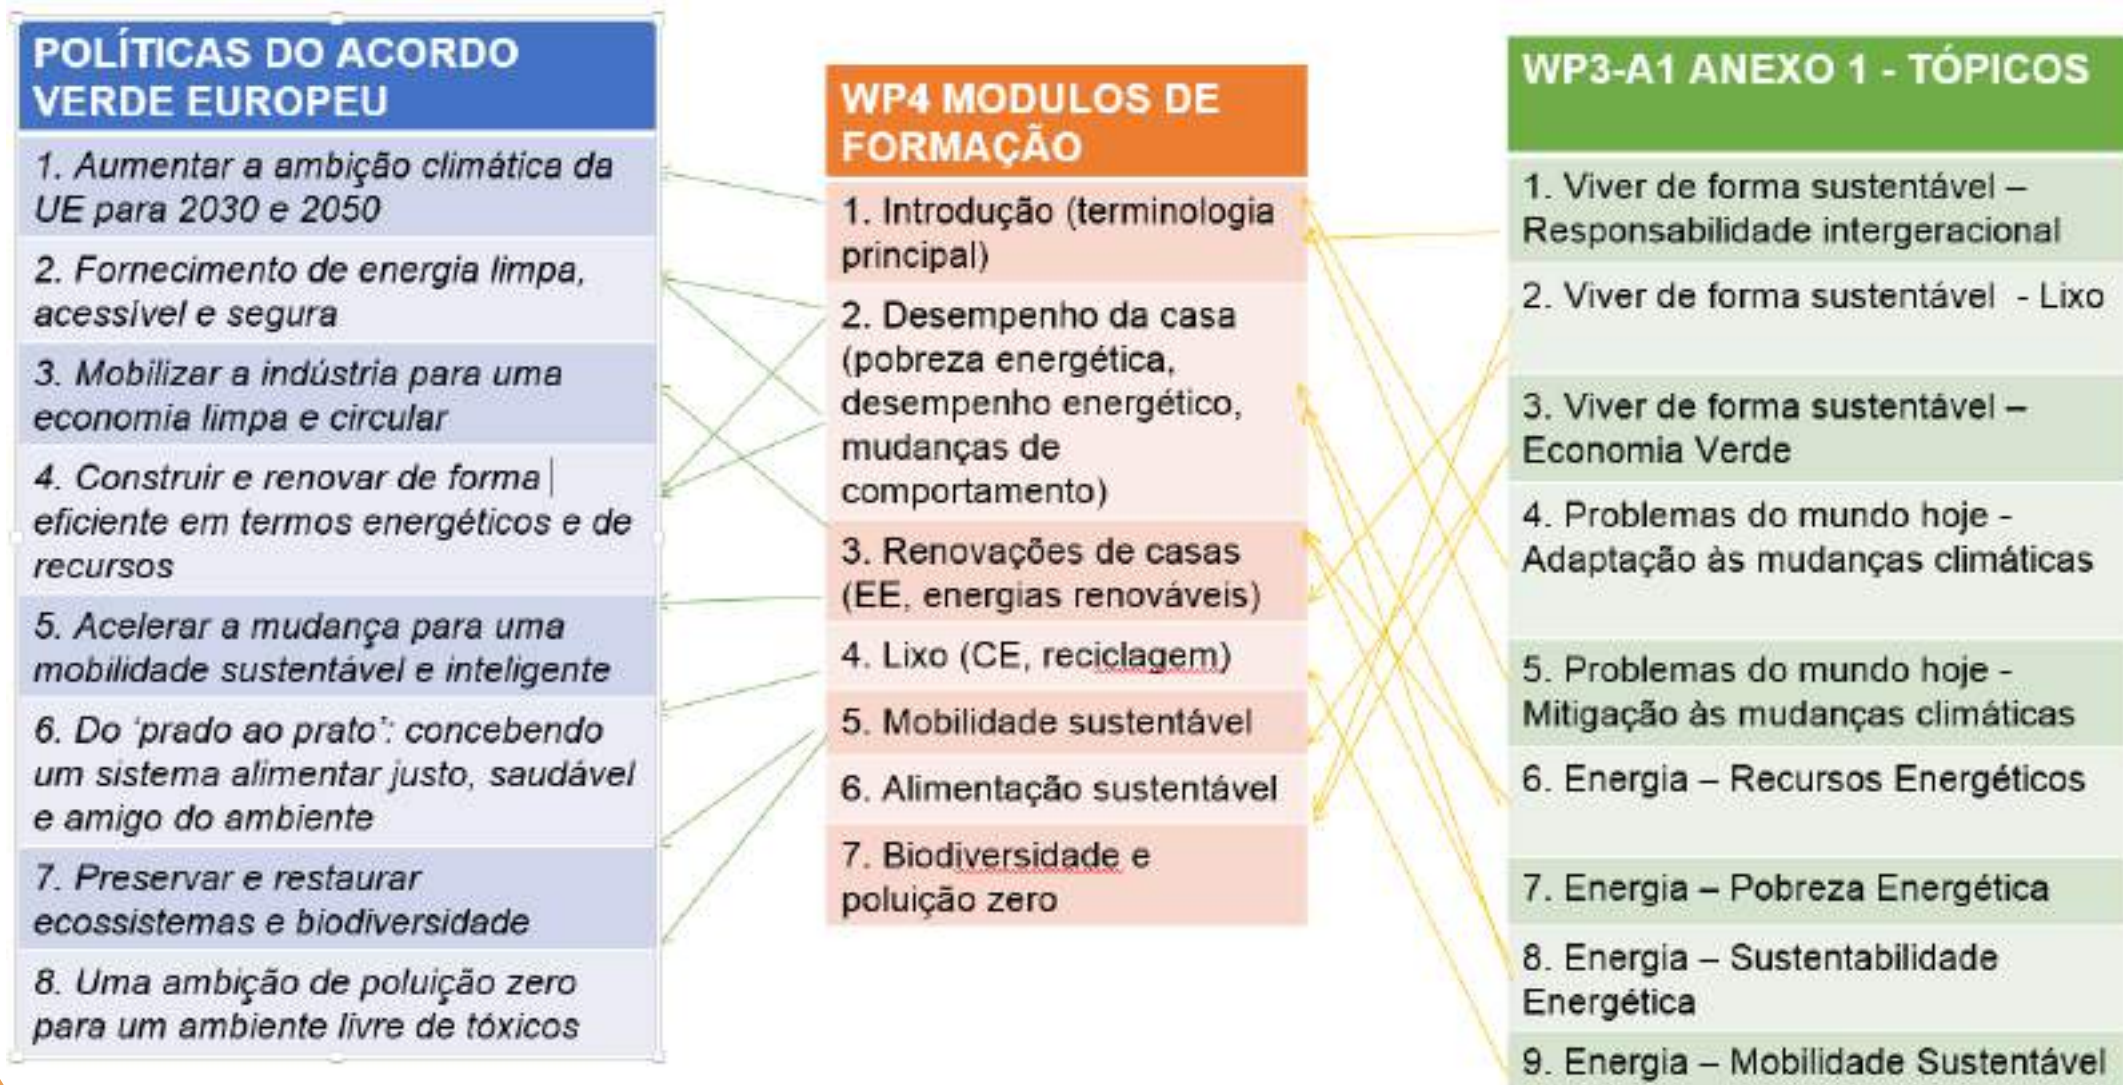 POLÍTICAS DO ACORDO
VERDE EUROPEU
1. Aumentar a ambição climática da
UE para 2030 e 2050
2. Fornecimento de energia limpa,
acessível e segura
3. Mobilizar a indústria para uma
economia limpa e circular
4. Construir e renovar de forma
eficiente em termos energéticos e de
recursos
5. Acelerar a mudança para uma
mobilidade sustentável e inteligente
6. Do 'prado ao prato': concebendo
um sistema alimentar justo, saudável
e amigo do ambiente
7. Preservar e restaurar
ecossistemas e biodiversidade
8. Uma ambição de poluição zero
para um ambiente livre de tóxicos
WP4 MODULOS DE
FORMAÇÃO
1. Introdução (terminologia
principal)
2. Desempenho da casa
(pobreza energética,
desempenho energético,
mudanças de
comportamento)
3. Renovações de casas
(EE, energias renováveis)
4. Lixo (CE, reciclagem)
5. Mobilidade sustentável
6. Alimentação sustentável
7. Biodiversidade e
poluição zero
WP3-A1 ANEXO 1 - TÓPICOS
1. Viver de forma sustentável –
Responsabilidade intergeracional
2. Viver de forma sustentável - Lixo
3. Viver de forma sustentável –
Economia Verde
4. Problemas do mundo hoje -
Adaptação às mudanças climáticas
5. Problemas do mundo hoje -
Mitigação às mudanças climáticas
6. Energia – Recursos Energéticos
7. Energia – Pobreza Energética
8. Energia – Sustentabilidade
Energética
9. Energia – Mobilidade Sustentável